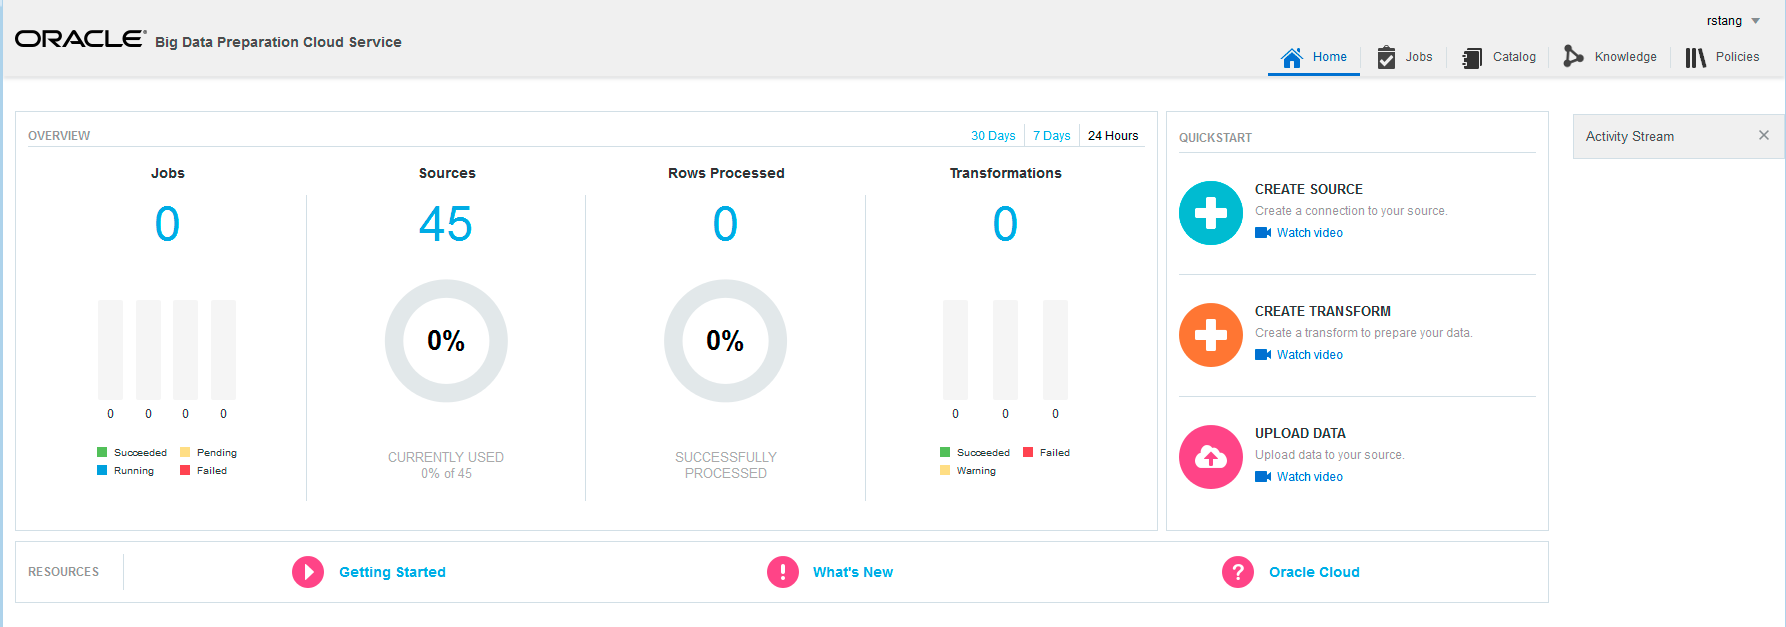 rstang
ORACLE® Big Data Preparation Cloud Service
Home Jobs Catalog Knowledge Policies
OVERVIEW
30 Days 7 Days 24 Hours
Jobs
0
0 0 0 0
Succeeded Pending
Running Failed
Sources
45
0%
CURRENTLY USED
0% of 45
Rows Processed
0
0%
SUCCESSFULLY
PROCESSED
Transformations
0
0 0 0
Succeeded Failed
Warning
QUICKSTART
CREATE SOURCE
Create a connection to your source.
Watch video
CREATE TRANSFORM
Create a transform to prepare your data.
Watch video
UPLOAD DATA
Upload data to your source.
Watch video
Activity Stream
RESOURCES
Getting Started
What's New
Oracle Cloud